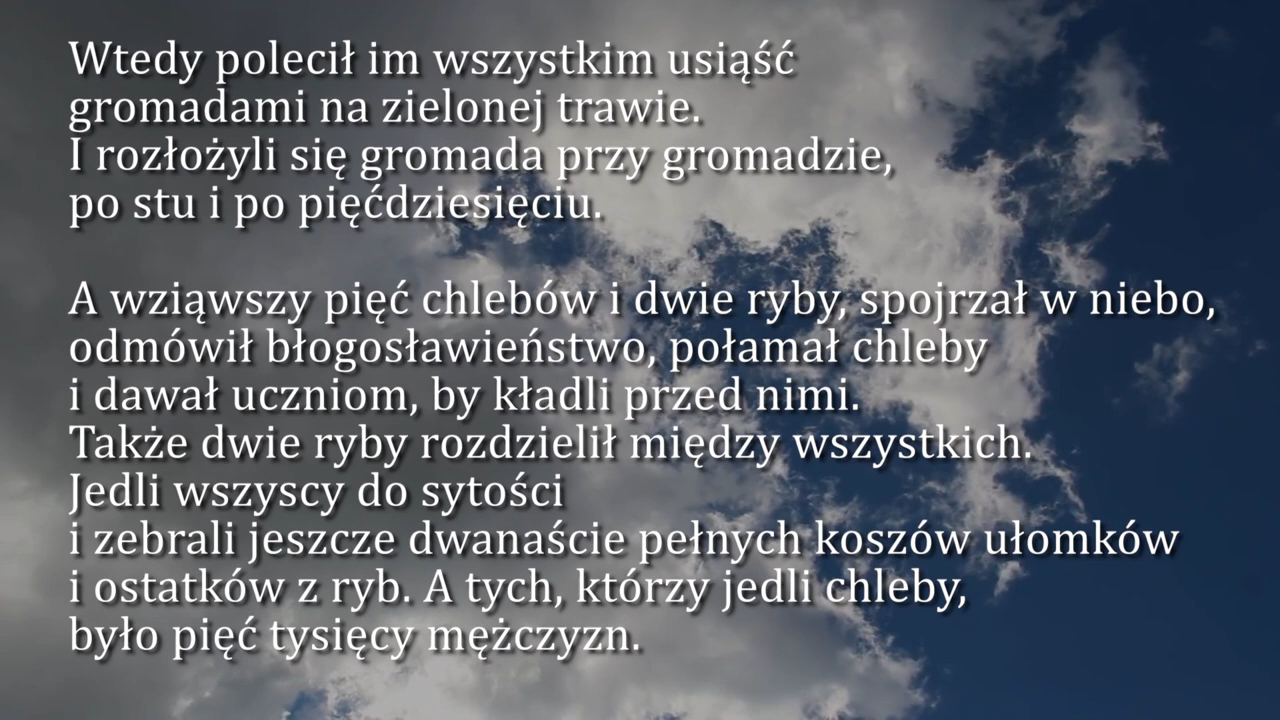 Wtedy polecił im wszystkim usiąść
gromadami na zielonej trawie.
I rozłożyli się gromada przy gromadzie,
po stu i po pięćdziesięciu.
A wziąwszy pięć chlebów i dwie ryby, spojrzał w niebo,
odmówił błogosławieństwo, połamał chleby
i dawał uczniom, by kładli przed nimi.
Także dwie ryby rozdzielił między wszystkich.
Jedli wszyscy do sytości
i zebrali jeszcze dwanaście pełnych koszów ułomków
i ostatków z ryb. A tych, którzy jedli chleby,
było pięć tysięcy mężczyzn.